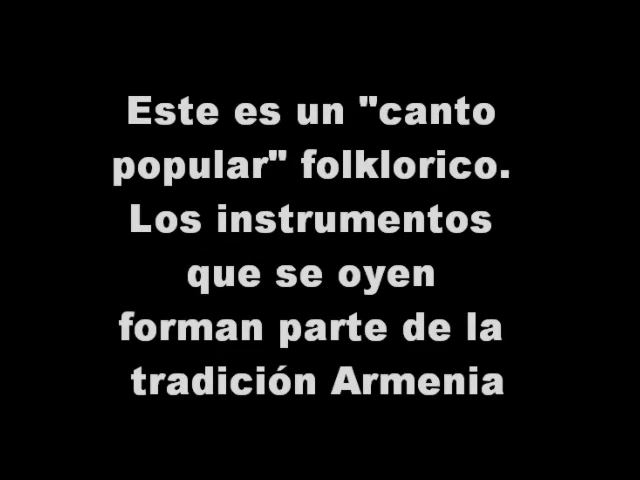 Este es un "canto
popular" folklorico.
Los instrumentos
que se oyen
forman parte de la
tradición Armenia